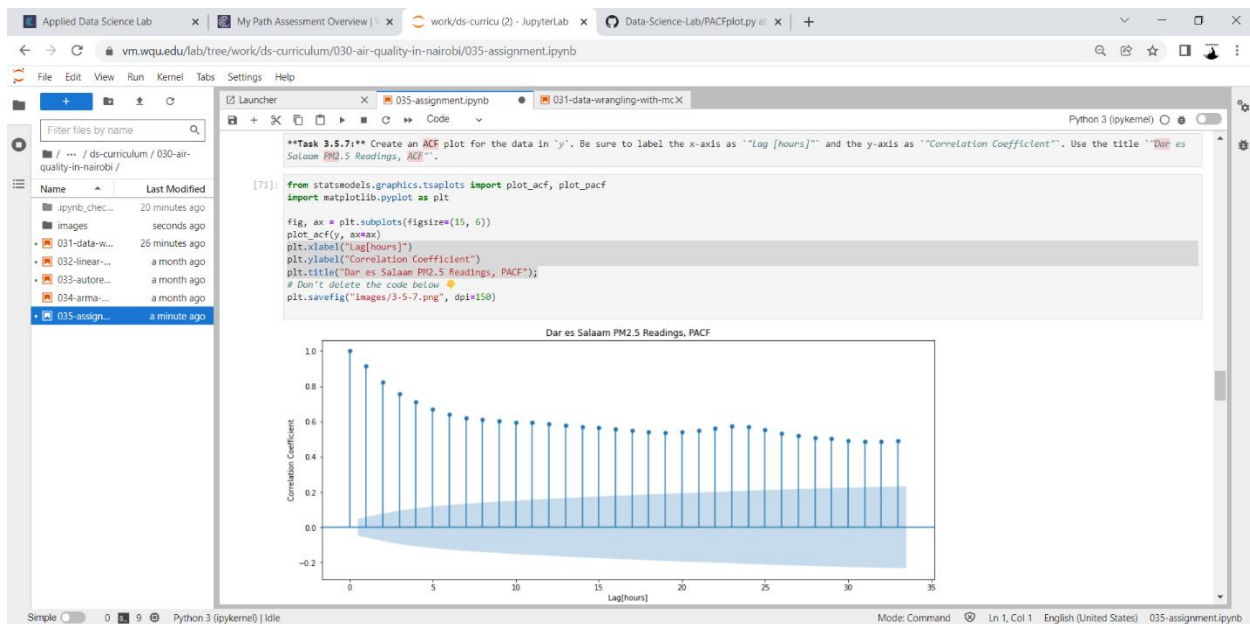 Applied Data Science Lab
My Path Assessment Overview |
work/ds-curricu (2) - JupyterLab
Data-Science-Lab/PACFplot.py at
vm.wqu.edu/lab/tree/work/ds-curriculum/030-air-quality-in-nairobi/035-assignment.ipynb
File Edit View Run Kernel Tabs Settings Help
Filter files by name
/ ··· / ds-curriculum / 030-air-
quality-in-nairobi /
Name Last Modified
.ipynb_chec... 20 minutes ago
images seconds ago
031-data-w... 26 minutes ago
032-linear-... a month ago
033-autore... a month ago
034-arma-... a month ago
035-assign... a minute ago
Launcher
035-assignment.ipynb
031-data-wrangling-with-mc
Code
Python 3 (ipykernel)
**Task 3.5.7:** Create an ACF plot for the data in `y`. Be sure to label the x-axis as `"Lag [hours]"` and the y-axis as `"Correlation Coefficient"`. Use the title `"Dar es
Salaam PM2.5 Readings, ACF"`.
[71]:
from statsmodels.graphics.tsaplots import plot_acf, plot_pacf
import matplotlib.pyplot as plt
fig, ax = plt.subplots(figsize=(15, 6))
plot_acf(y, ax=ax)
plt.xlabel("Lag[hours]")
plt.ylabel("Correlation Coefficient")
plt.title("Dar es Salaam PM2.5 Readings, PACF");
# Don't delete the code below 👇
plt.savefig("images/3-5-7.png", dpi=150)
Dar es Salaam PM2.5 Readings, PACF
Correlation Coefficient
1.0
0.8
0.6
0.4
0.2
0.0
−0.2
0 5 10 15 20 25 30 35
Lag[hours]
Simple 0 9 Python 3 (ipykernel) | Idle
Mode: Command Ln 1, Col 1 English (United States) 035-assignment.ipynb